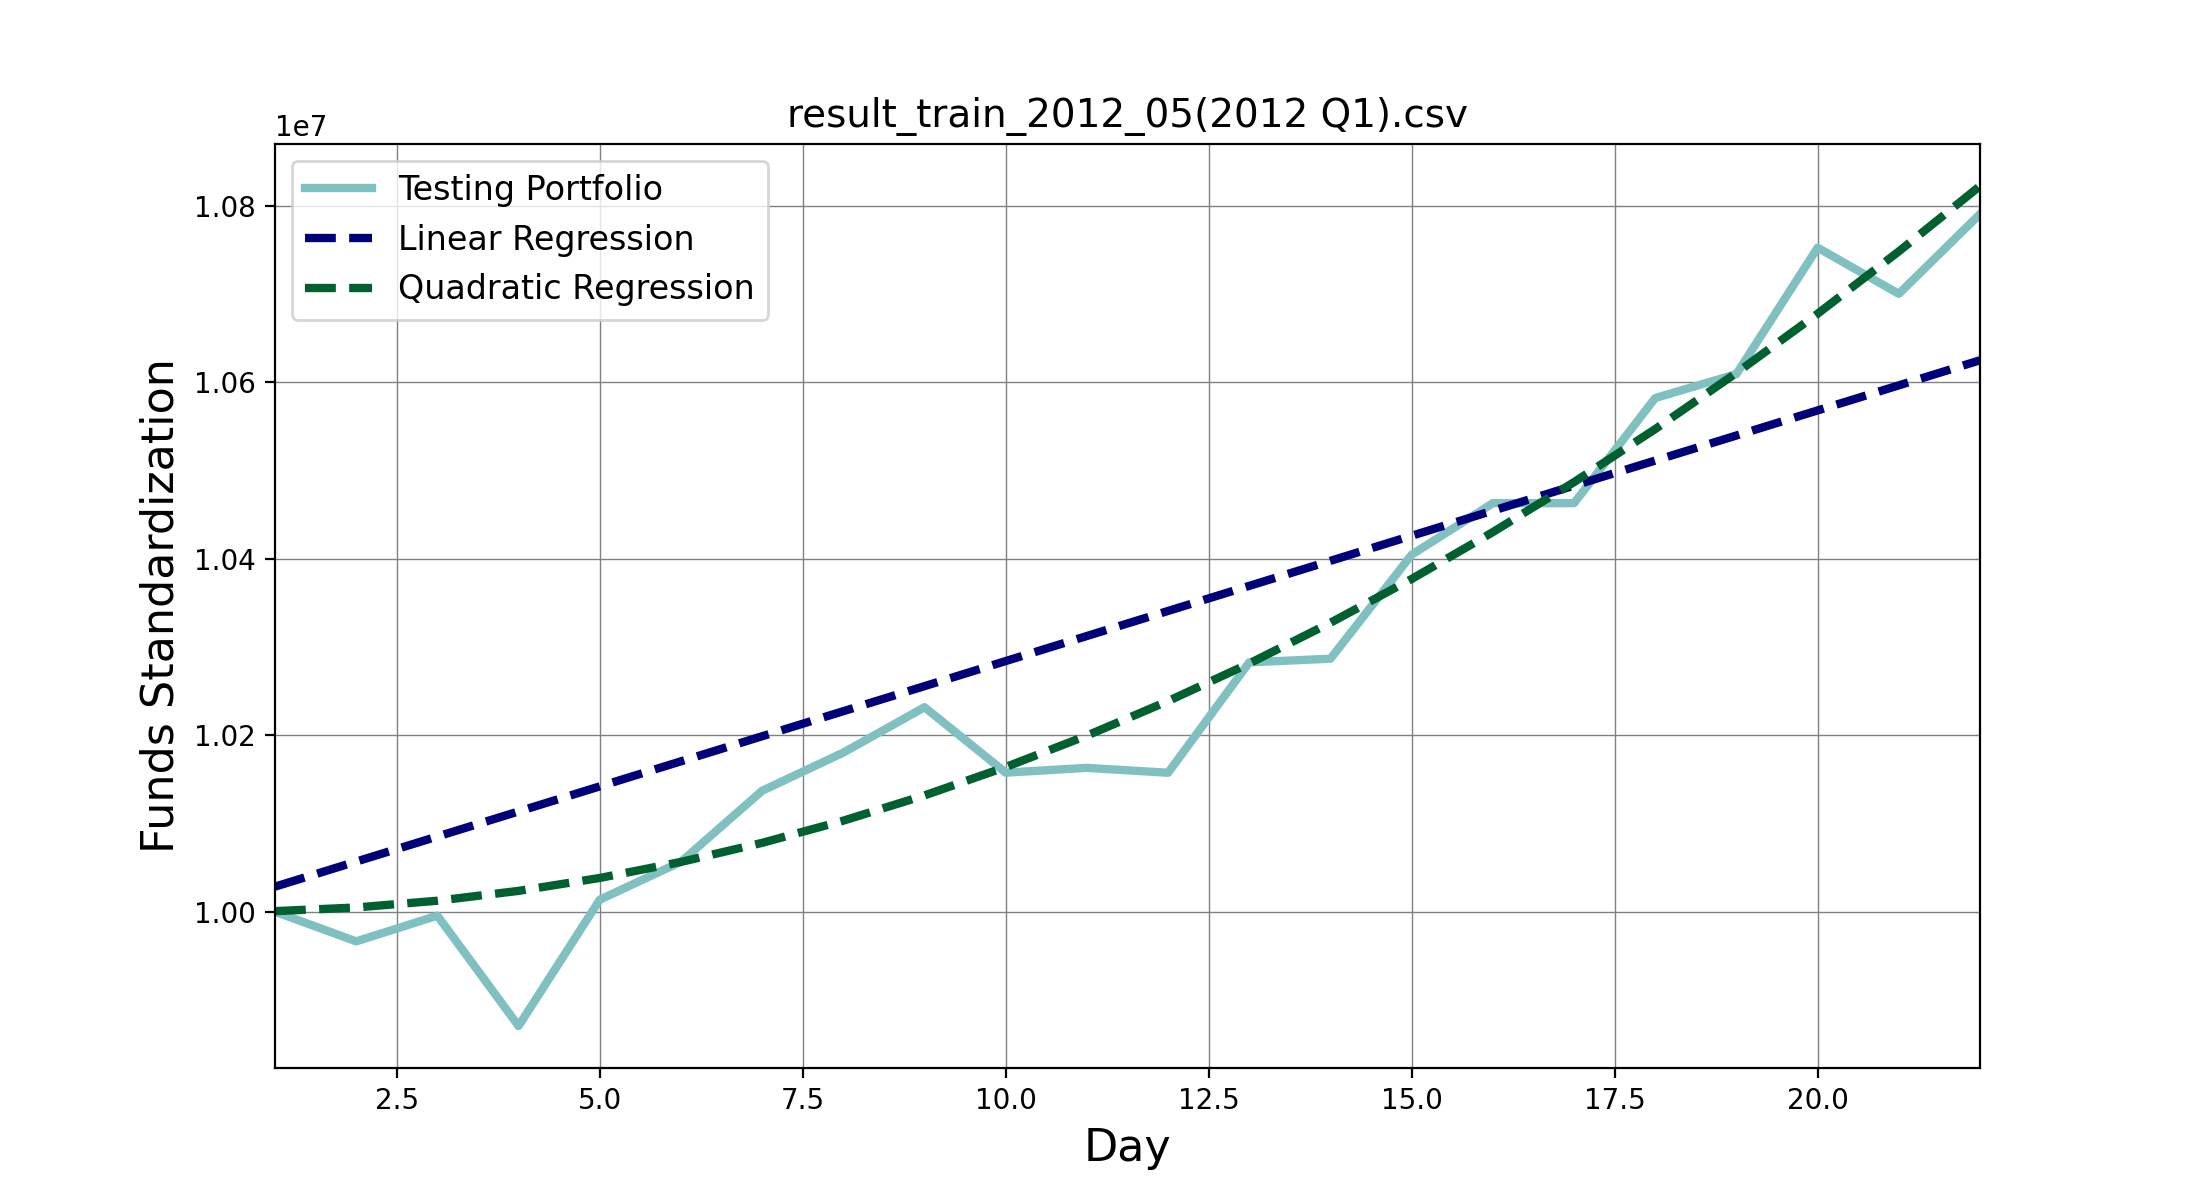 result_train_2012_05(2012 Q1).csv
1e7
Testing Portfolio
Linear Regression
Quadratic Regression
1.08
1.06
1.04
1.02
1.00
Funds Standardization
2.5 5.0 7.5 10.0 12.5 15.0 17.5 20.0
Day